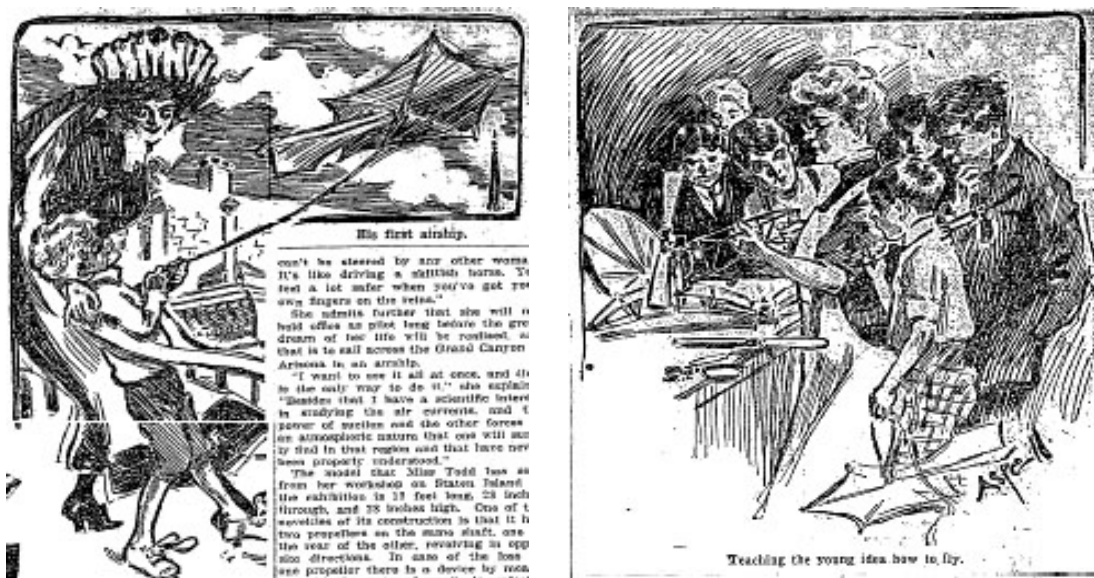 His first airship.
can't be steered by any other woma
It's like driving a skittish horse. Yo
feel a lot safer when you've got you
own fingers on the reins."
She admits further that she will no
hold office as pilot long before the grea
dream of her life will be realized, an
that is to sail across the Grand Canyon
Arizona in an airship.
"I want to see it all at once, and
is the only way to do it," she explain
"Besides that I have a scientific interes
in studying the air currents, and th
power of suction and the other forces
an atmospheric nature that one will sure
ly find in that region and that have nev
been properly understood."
The model that Miss Todd has
from her workshop on Staten Island
the exhibition is 12 feet long, 28 inch
through, and 28 inches high. One of t
novelties of its construction is that it h
two propellers on the same shaft, one
the rear of the other, revolving in oppo
site directions. In case of the loss
one propeller there is a device by mea
Aspell
Teaching the young idea how to fly.